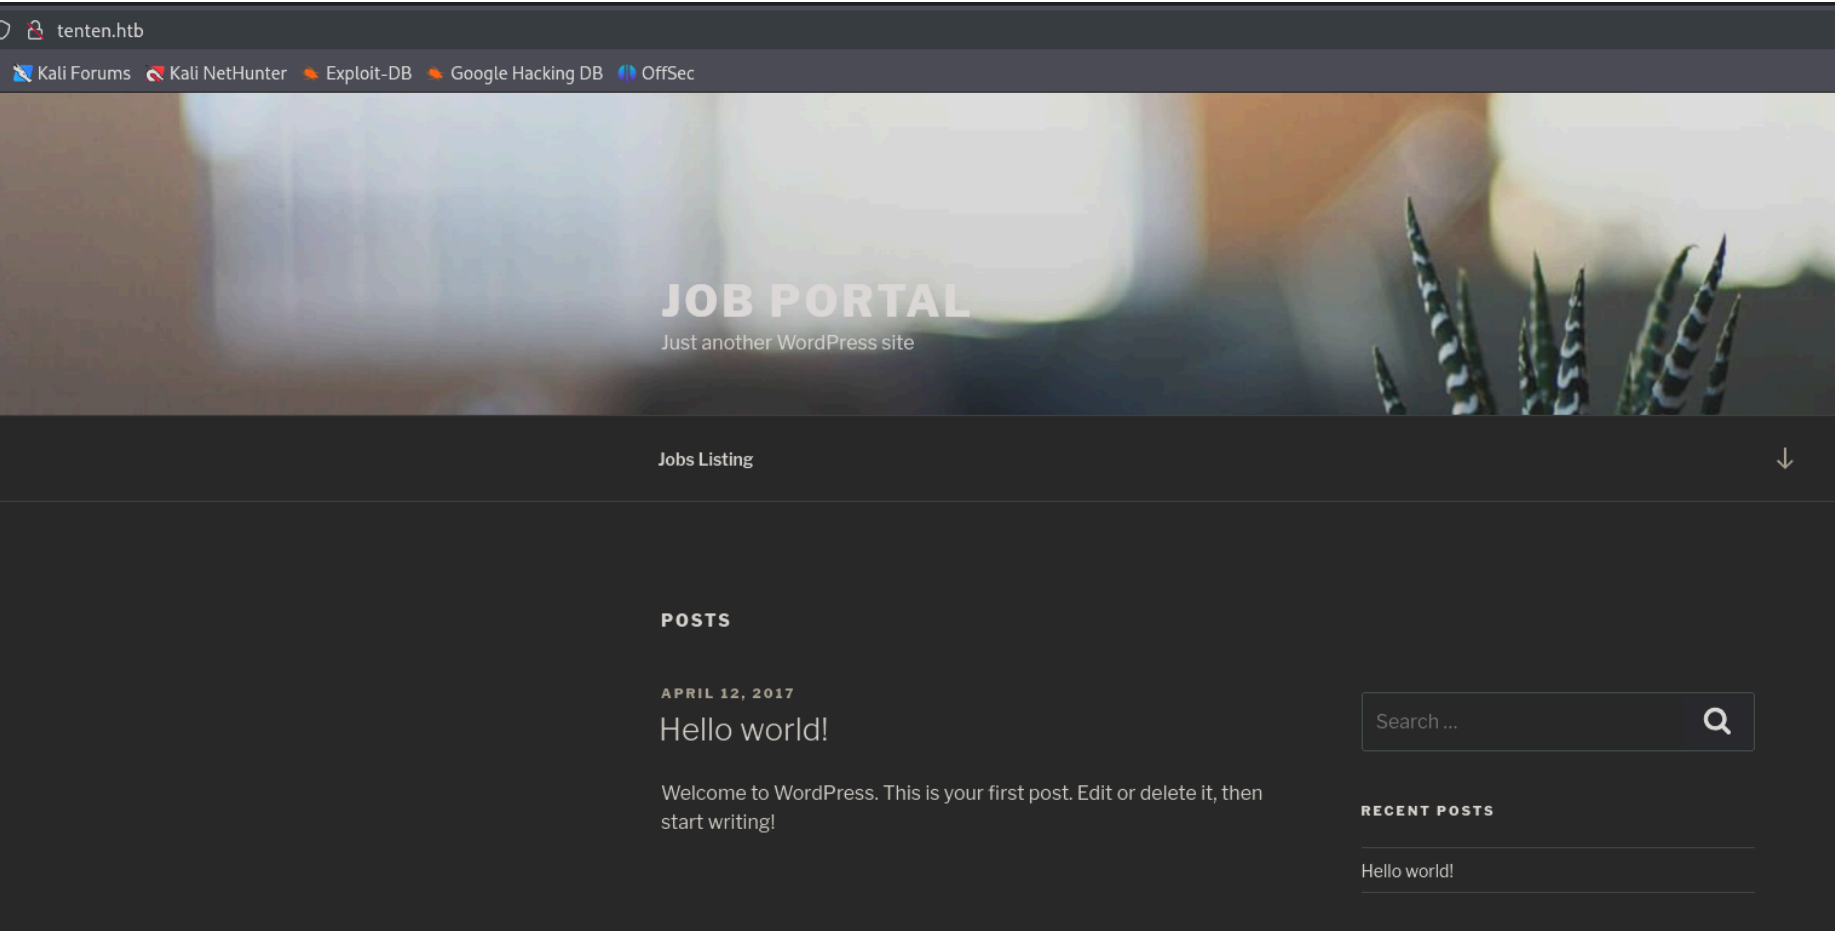 tenten.htb
Kali Forums Kali NetHunter Exploit-DB Google Hacking DB OffSec
JOB PORTAL
Just another WordPress site
Jobs Listing
POSTS
APRIL 12, 2017
Hello world!
Welcome to WordPress. This is your first post. Edit or delete it, then
start writing!
Search ...
RECENT POSTS
Hello world!